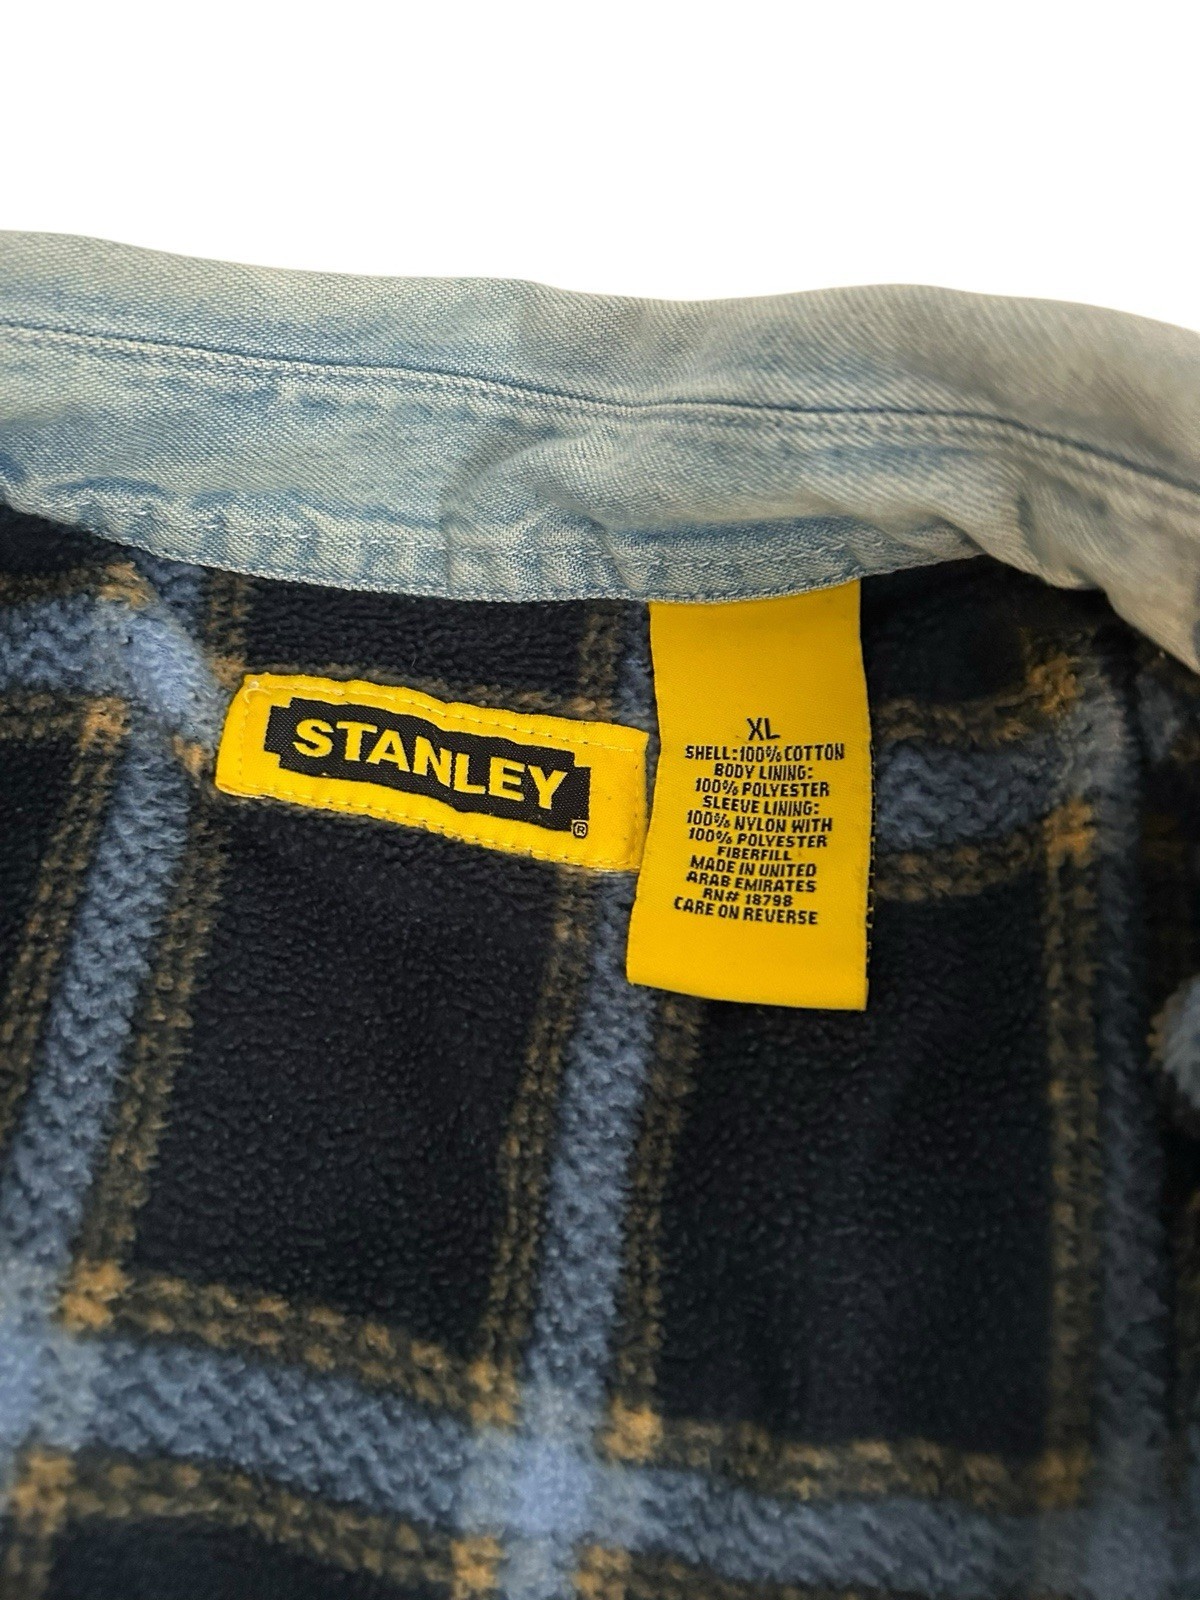 STANLEY
®
XL
SHELL:100% COTTON
BODY LINING:
100% POLYESTER
SLEEVE LINING:
100% NYLON WITH
100% POLYESTER
FIBERFILL
MADE IN UNITED
ARAB EMIRATES
RN# 18798
CARE ON REVERSE